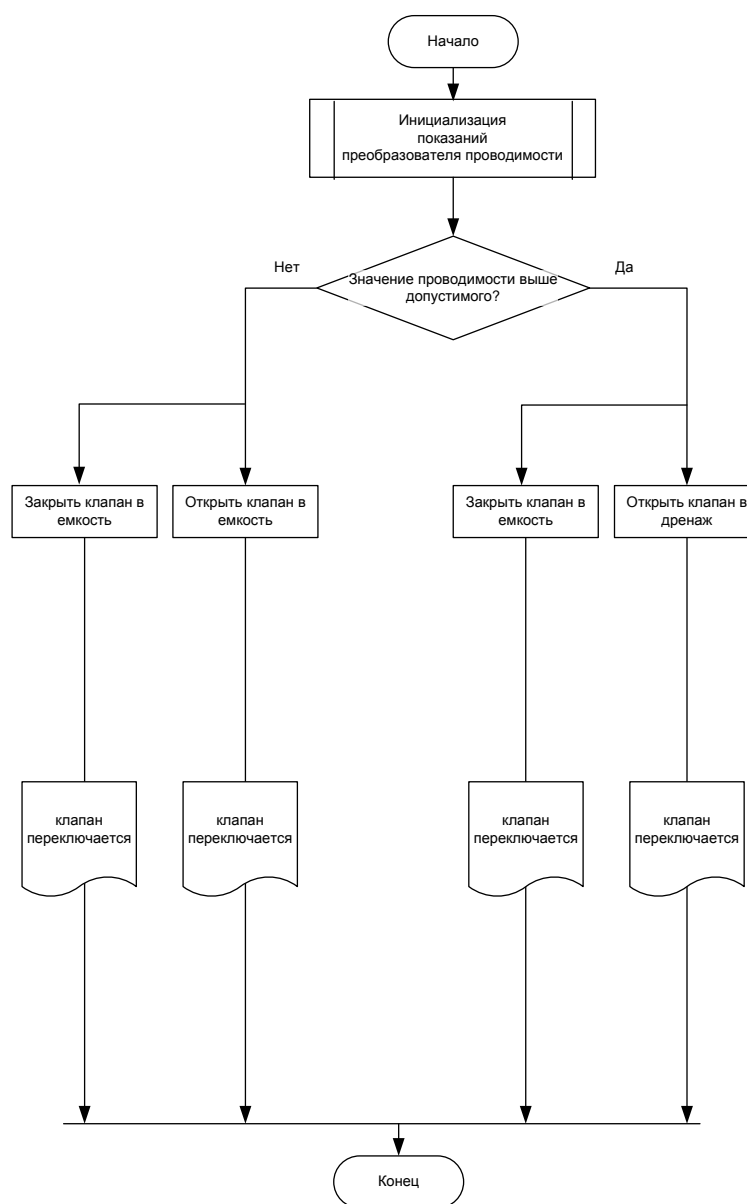 Начало
Инициализация
показаний
преобразователя проводимости
Нет
Да
Значение проводимости выше
допустимого?
Закрыть клапан в
емкость
Открыть клапан в
емкость
Закрыть клапан в
емкость
Открыть клапан в
дренаж
клапан
переключается
клапан
переключается
клапан
переключается
клапан
переключается
Конец